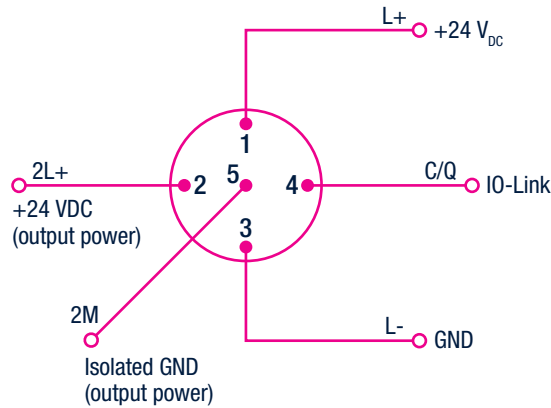 L+
+24 VDC
1
2L+
2
5
4
C/Q
IO-Link
+24 VDC
(output power)
3
2M
L-
GND
Isolated GND
(output power)